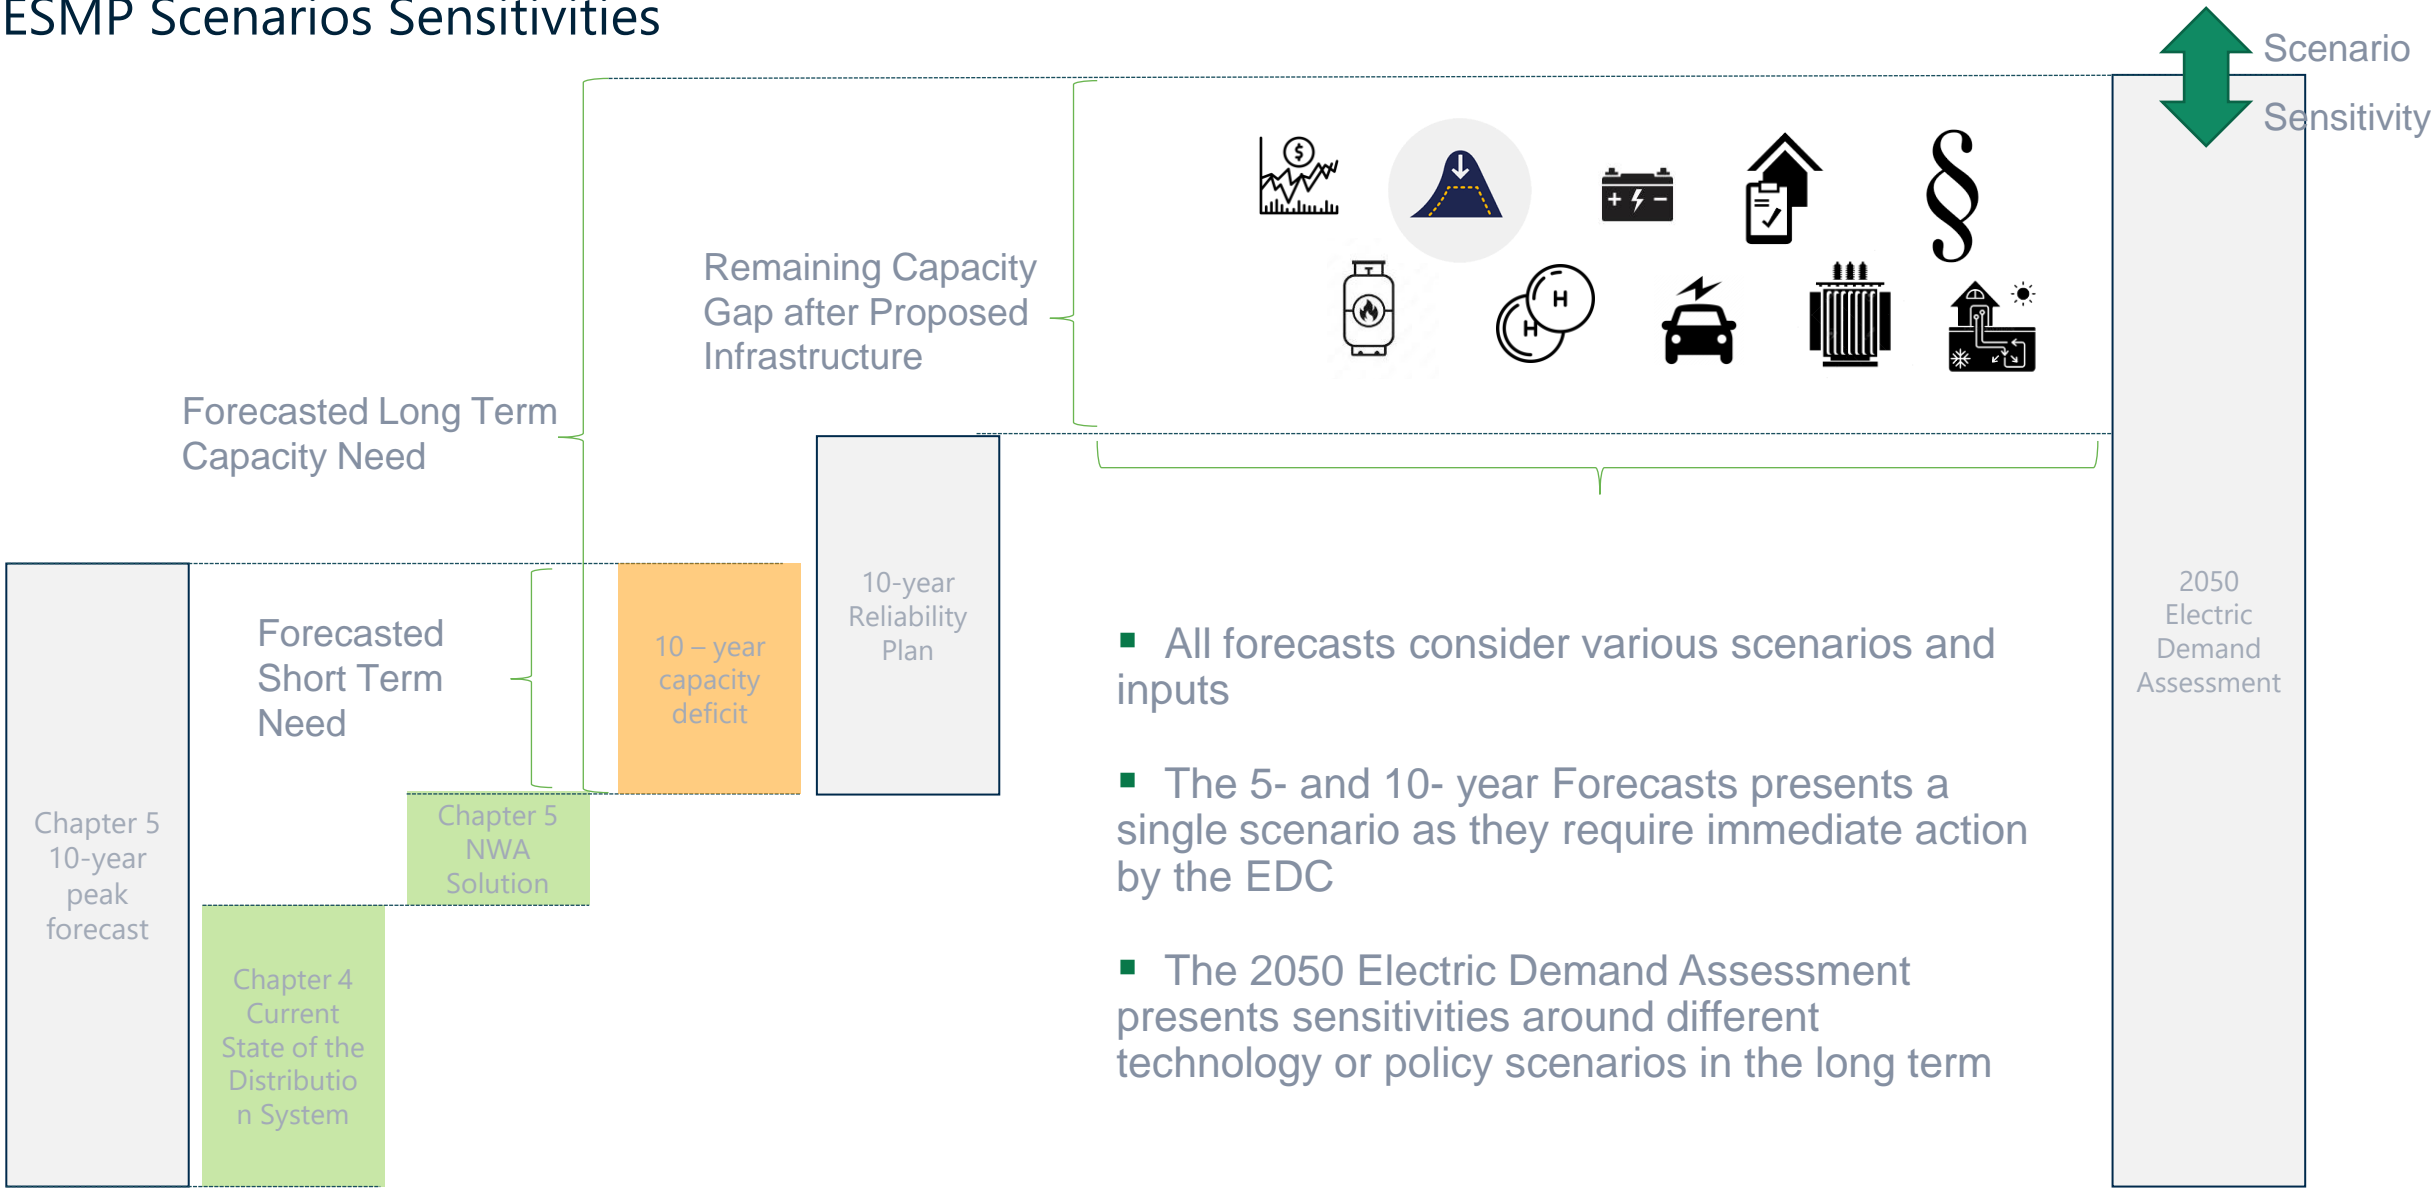 ESMP Scenarios Sensitivities
Scenario
Sensitivity
$
+ -
H
H
Remaining Capacity
Gap after Proposed
Infrastructure
Forecasted Long Term
Capacity Need
Forecasted
Short Term
Need
Chapter 5
10-year
peak
forecast
Chapter 4
Current
State of the
Distributio
n System
Chapter 5
NWA
Solution
10 – year
capacity
deficit
10-year
Reliability
Plan
2050
Electric
Demand
Assessment
▪ All forecasts consider various scenarios and
inputs
▪ The 5- and 10- year Forecasts presents a
single scenario as they require immediate action
by the EDC
▪ The 2050 Electric Demand Assessment
presents sensitivities around different
technology or policy scenarios in the long term
§